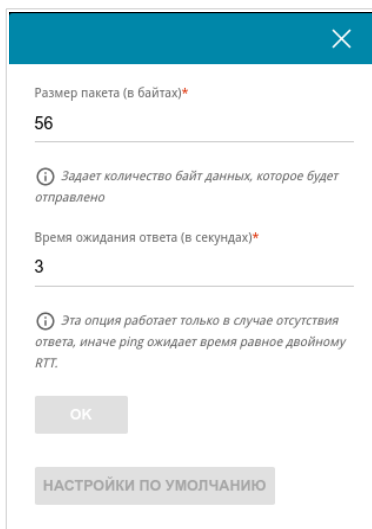 Размер пакета (в байтах)*
56
Задает количество байт данных, которое будет
отправлено
Время ожидания ответа (в секундах)*
3
Эта опция работает только в случае отсутствия
ответа, иначе ping ожидает время равное двойному
RTT.
OK
НАСТРОЙКИ ПО УМОЛЧАНИЮ